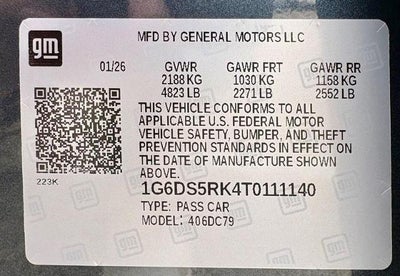 gm
MFD BY GENERAL MOTORS LLC
01/26 GVWR GAWR FRT GAWR RR
2188 KG 1030 KG 1158 KG
4823 LB 2271 LB 2552 LB
THIS VEHICLE CONFORMS TO ALL
APPLICABLE U.S. FEDERAL MOTOR
VEHICLE SAFETY, BUMPER, AND THEFT
PREVENTION STANDARDS IN EFFECT ON
THE DATE OF MANUFACTURE SHOWN
ABOVE.
223K
1G6DS5RK4T0111140
TYPE: PASS CAR
MODEL: 406DC79